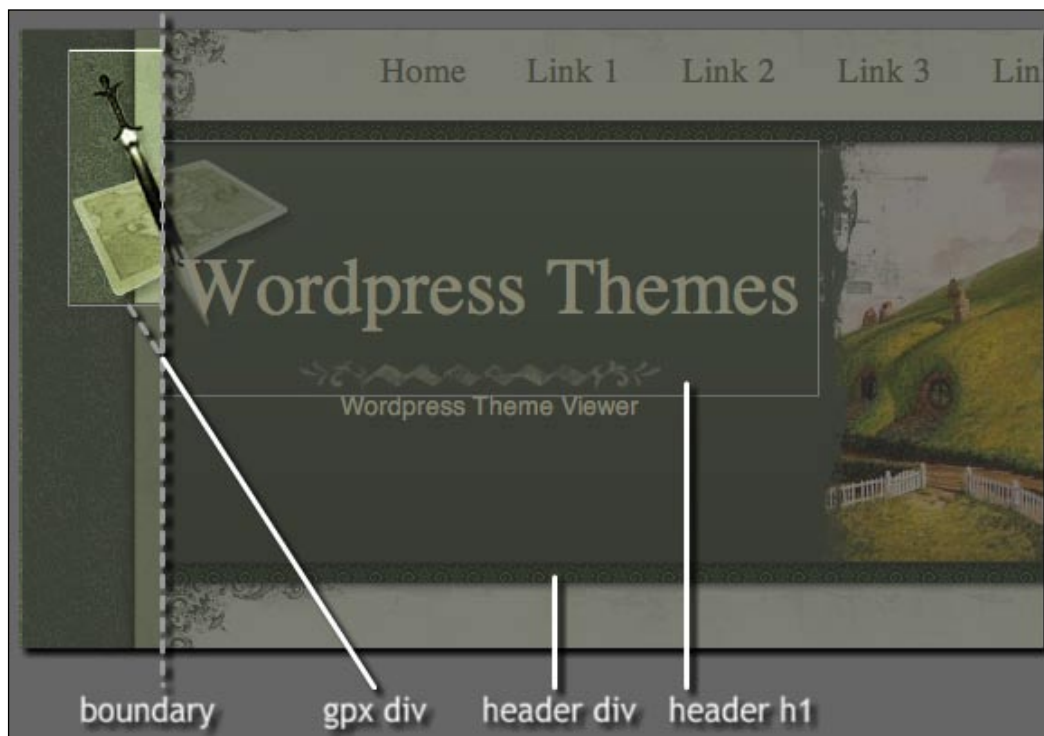 Home Link 1 Link 2 Link 3 Lin
Wordpress Themes
Wordpress Theme Viewer
boundary gpx div header div header h1